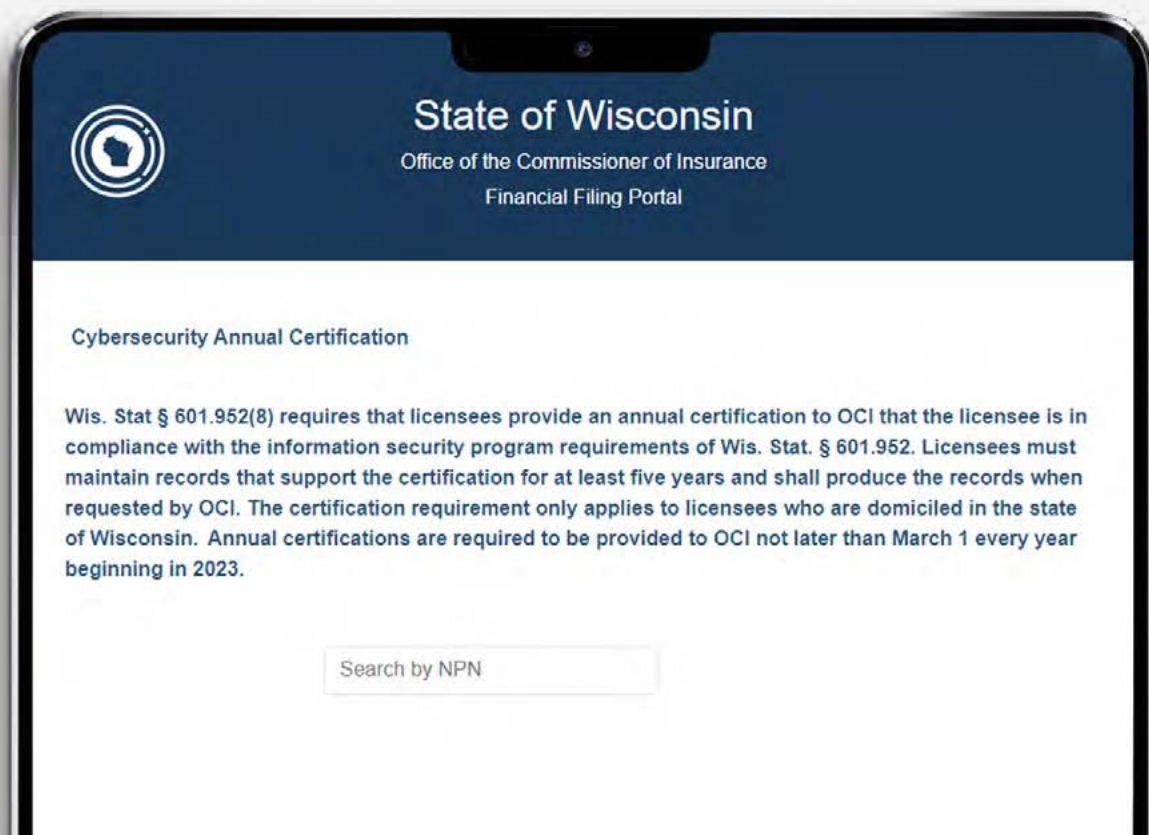 State of Wisconsin
Office of the Commissioner of Insurance
Financial Filing Portal
Cybersecurity Annual Certification
Wis. Stat § 601.952(8) requires that licensees provide an annual certification to OCI that the licensee is in
compliance with the information security program requirements of Wis. Stat. § 601.952. Licensees must
maintain records that support the certification for at least five years and shall produce the records when
requested by OCI. The certification requirement only applies to licensees who are domiciled in the state
of Wisconsin. Annual certifications are required to be provided to OCI not later than March 1 every year
beginning in 2023.
Search by NPN